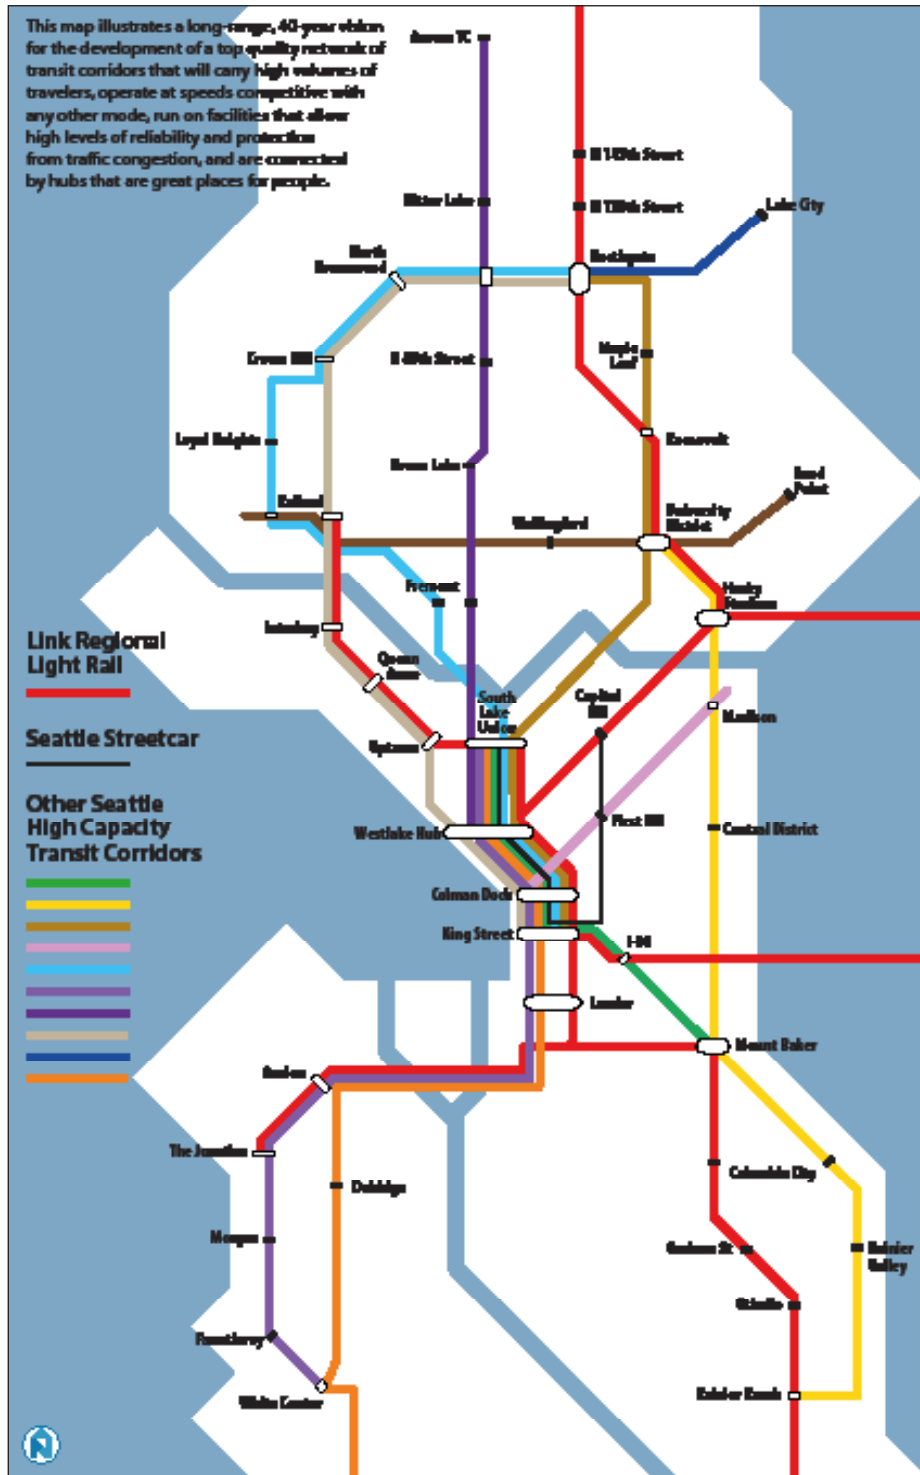 This map illustrates a long-range, 40-year vision
for the development of a top quality network of
transit corridors that will carry high volumes of
travelers, operate at speeds competitive with
any other mode, run on facilities that allow
high levels of reliability and protection
from traffic congestion, and are connected
by hubs that are great places for people.
Aurora TC
N 130th Street
Bitter Lake
Lake City
North
Greenwood
Northgate
Crown Hill
N 85th Street
Maple
Leaf
Loyal Heights
Roosevelt
Green Lake
Sand
Point
Ballard
University
District
Wallingford
Fremont
Husky
Stadium
Interbay
Link Regional
Light Rail
Queen
Anne
Capitol
Hill
South
Lake
Union
Madison
Seattle Streetcar
Uptown
Other Seattle
High Capacity
Transit Corridors
First Hill
Westlake Hub
Central District
Colman Dock
King Street
I-90
Lander
Mount Baker
Avalon
The Junction
Columbia City
Delridge
Morgan
Graham St
Rainier
Valley
Othello
Fauntleroy
Rainier Beach
White Center
N